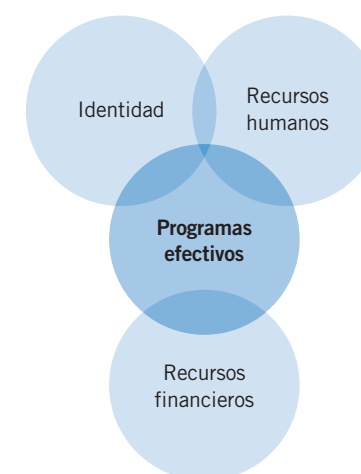 Identidad
Recursos
humanos
Programas
efectivos
Recursos
financieros